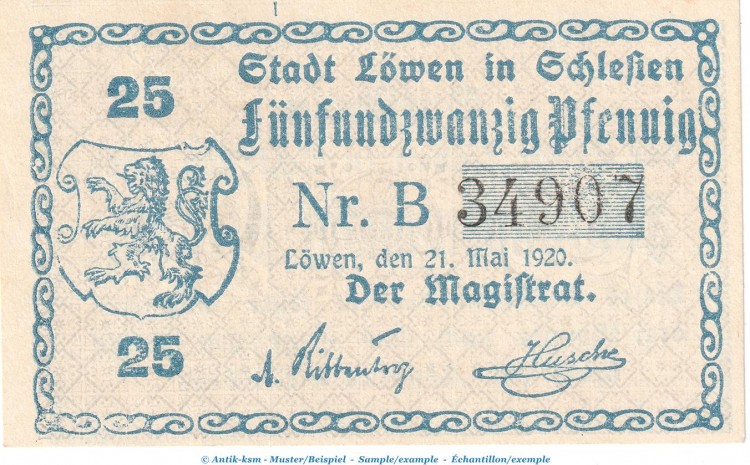 25
Stadt Löwen in Schlesien
Fünfundzwanzig Pfennig
Nr. B 34907
Löwen, den 21. Mai 1920.
Der Magistrat.
25
Husche
© Antik-ksm - Muster/Beispiel - Sample/example - Échantillon/exemple